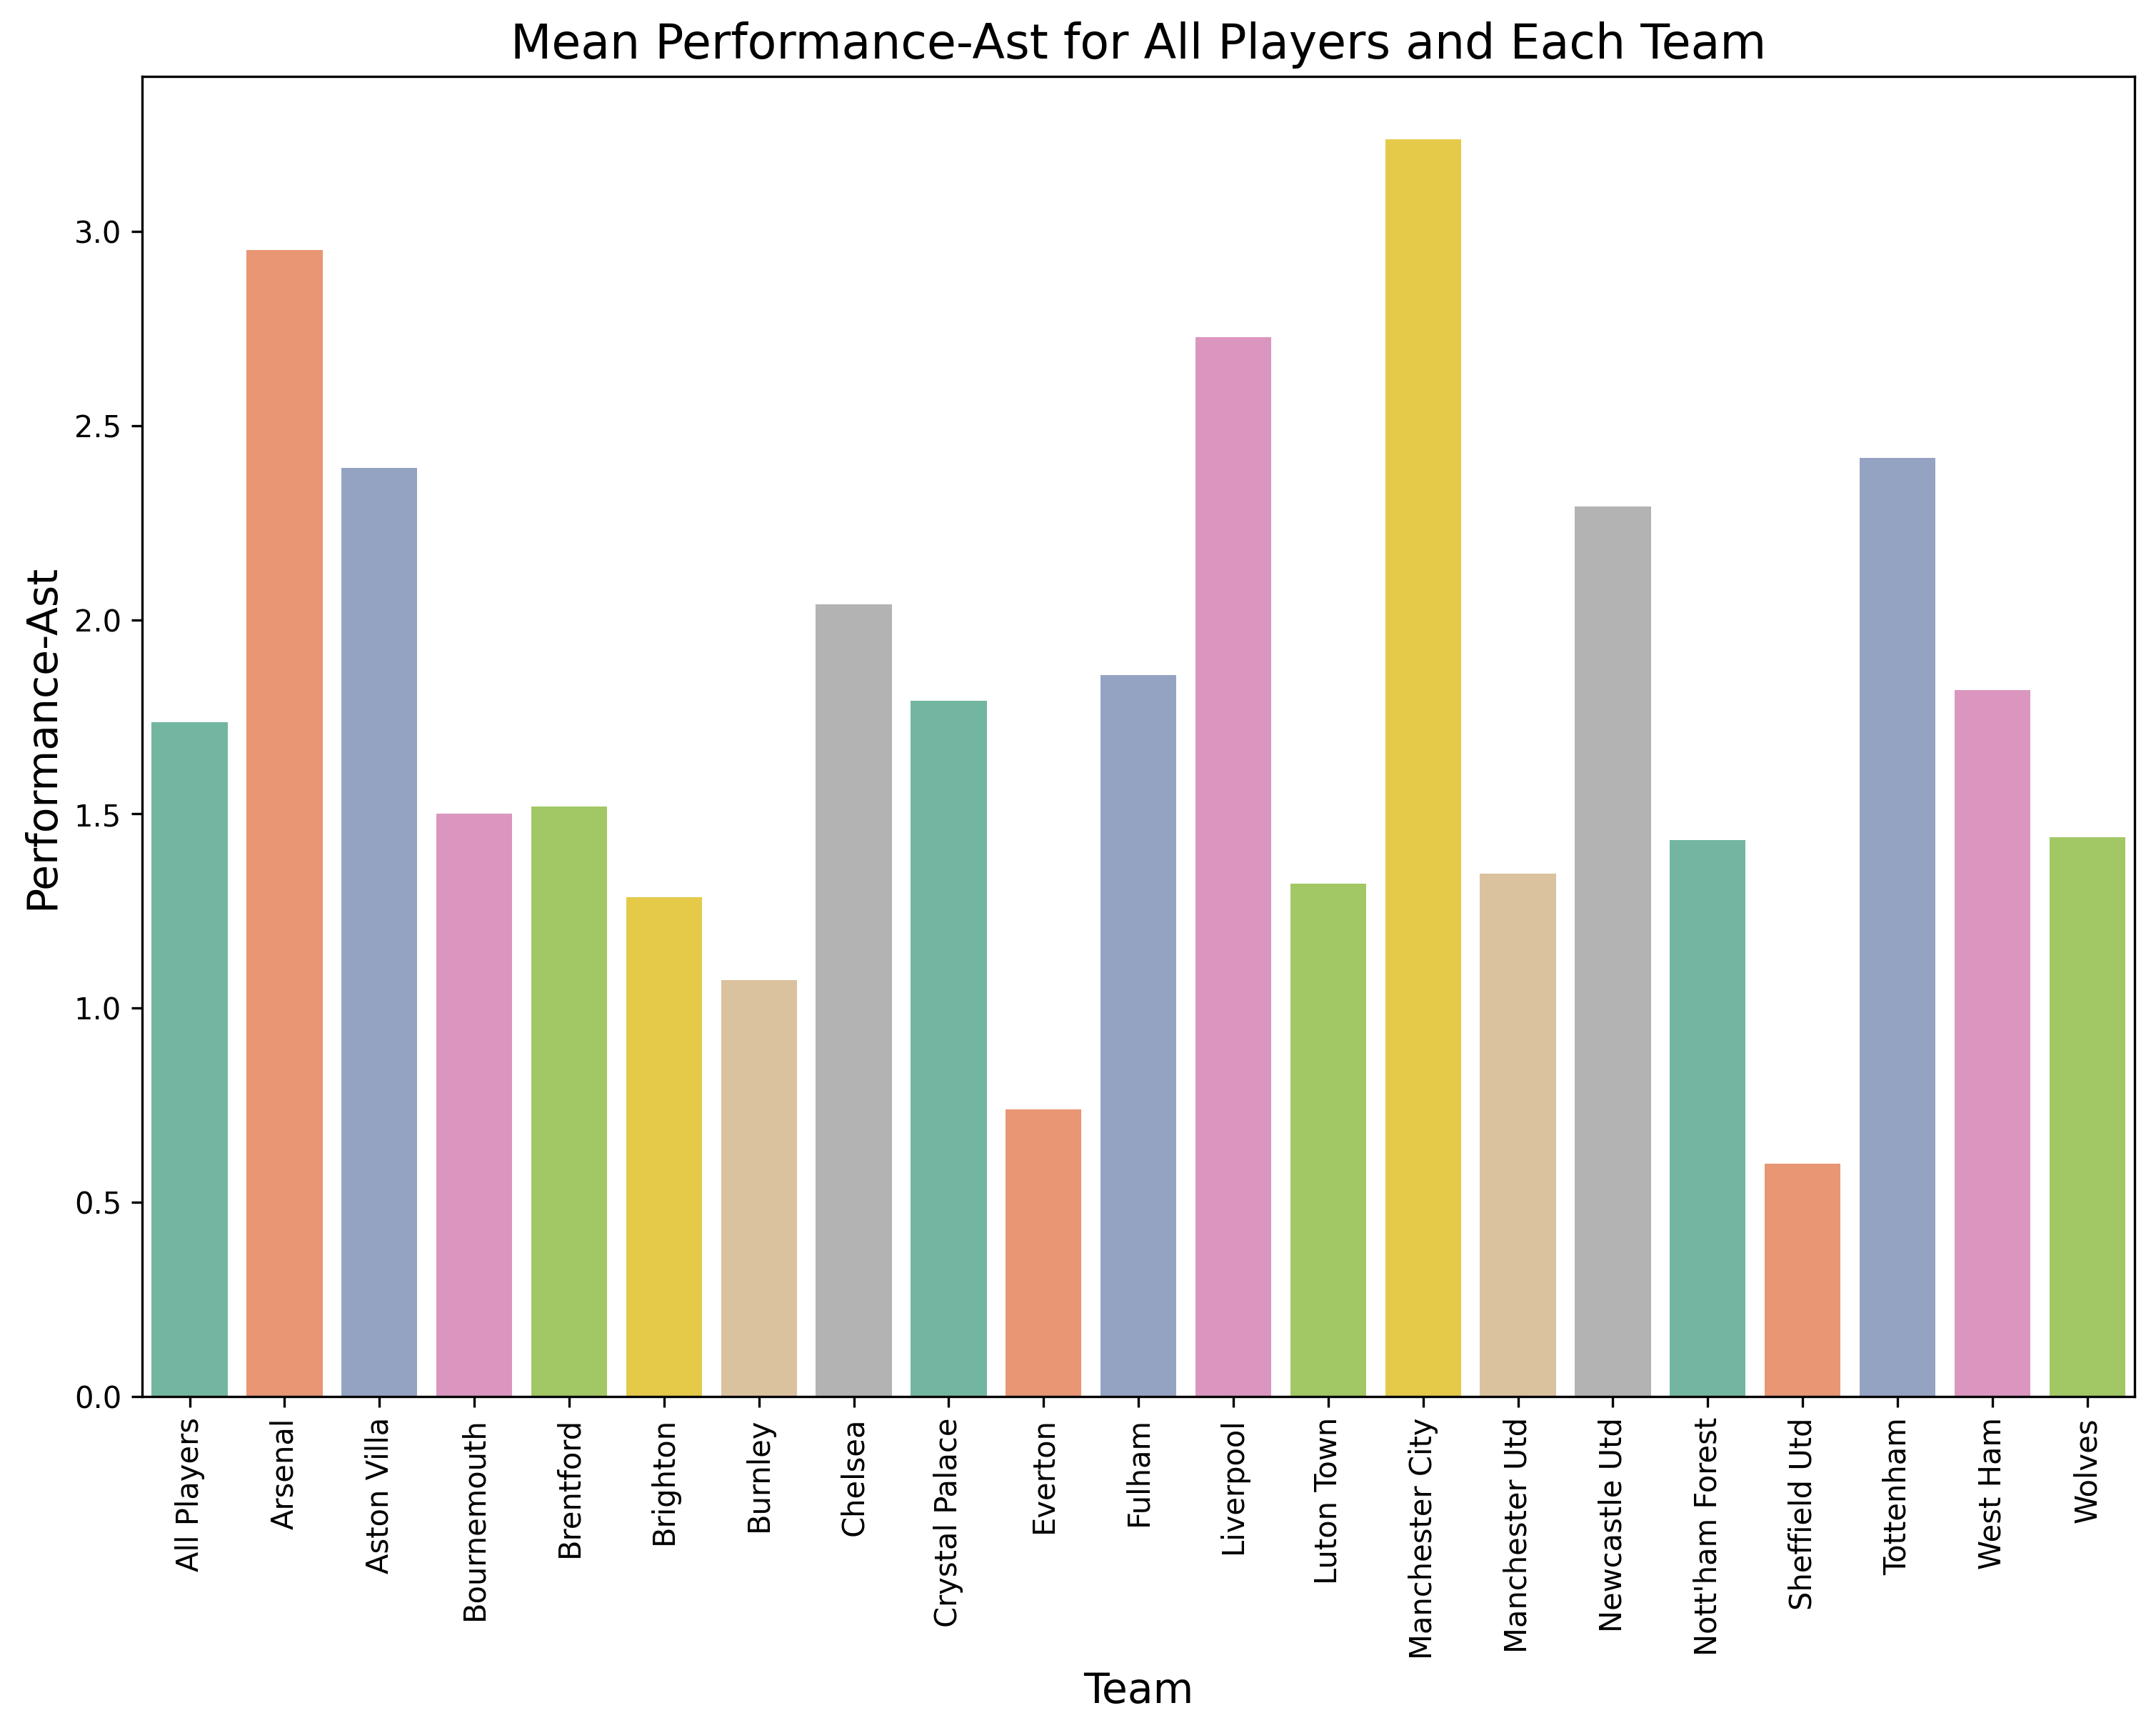 Mean Performance-Ast for All Players and Each Team
Performance-Ast
3.0
2.5
2.0
1.5
1.0
0.5
0.0
All Players
Arsenal
Aston Villa
Bournemouth
Brentford
Brighton
Burnley
Chelsea
Crystal Palace
Everton
Fulham
Liverpool
Luton Town
Manchester City
Manchester Utd
Newcastle Utd
Nott'ham Forest
Sheffield Utd
Tottenham
West Ham
Wolves
Team